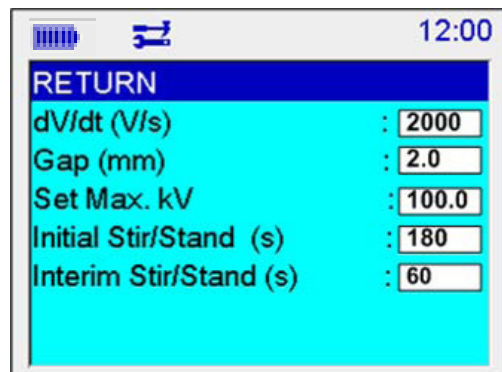 12:00
RETURN
dV/dt (V/s) : 2000
Gap (mm) : 2.0
Set Max. kV : 100.0
Initial Stir/Stand (s) : 180
Interim Stir/Stand (s) : 60